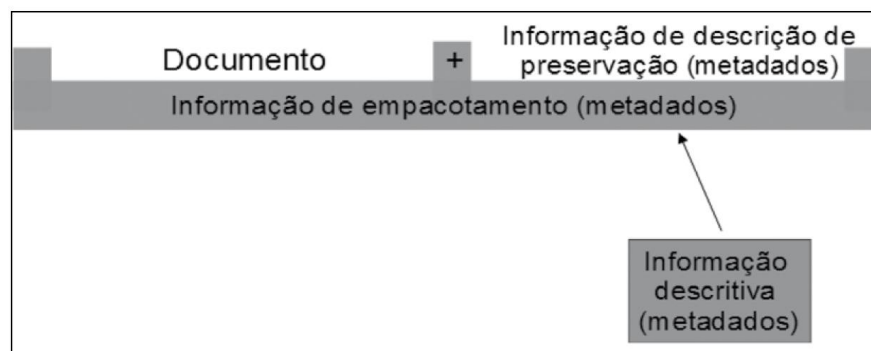 Documento
+
Informação de descrição de
preservação (metadados)
Informação de empacotamento (metadados)
Informação
descritiva
(metadados)